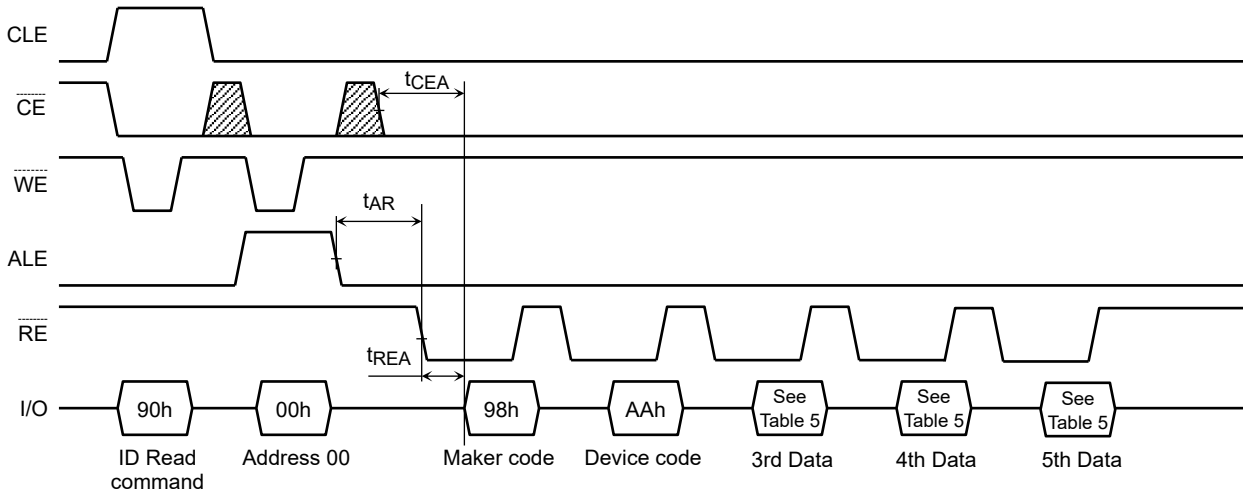 CLE
tCEA
CE
WE
tAR
ALE
RE
tREA
I/O 90h 00h 98h AAh See Table 5 See Table 5 See Table 5
ID Read command Address 00 Maker code Device code 3rd Data 4th Data 5th Data